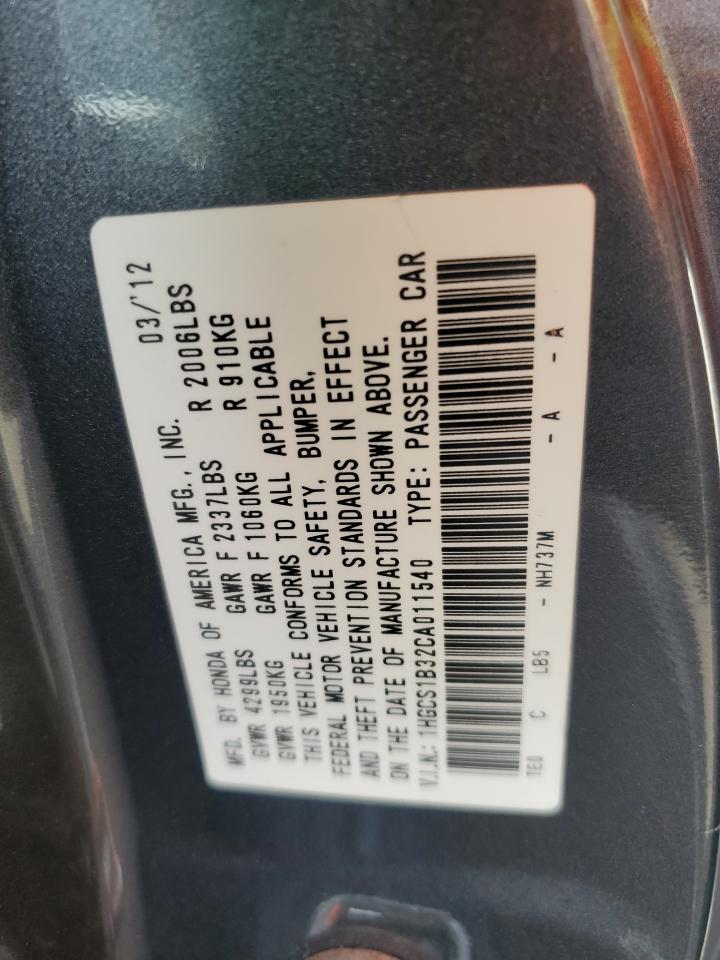 MFD. BY HONDA OF AMERICA MFG., INC. 03/'12
GVWR 4299LBS GAWR F 2337LBS R 2006LBS
GVWR 1950KG GAWR F 1060KG R 910KG
THIS VEHICLE CONFORMS TO ALL APPLICABLE
FEDERAL MOTOR VEHICLE SAFETY, BUMPER,
AND THEFT PREVENTION STANDARDS IN EFFECT
ON THE DATE OF MANUFACTURE SHOWN ABOVE.
V.I.N.: 1HGCS1B32CA011540 TYPE: PASSENGER CAR
TE0 C LB5 - NH737M - A - A